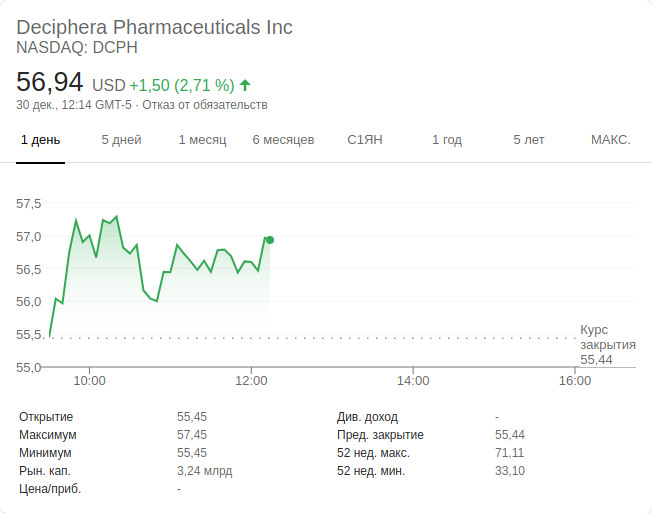 Deciphera Pharmaceuticals Inc
NASDAQ: DCPH
56,94 USD +1,50 (2,71 %) ↑
30 дек., 12:14 GMT-5 · Отказ от обязательств
1 день 5 дней 1 месяц 6 месяцев С1ЯН 1 год 5 лет МАКС.
57,5
57,0
56,5
56,0
55,5
55,0
Курс
закрытия
55,44
10:00 12:00 14:00 16:00
Открытие 55,45 Див. доход -
Максимум 57,45 Пред. закрытие 55,44
Минимум 55,45 52 нед. макс. 71,11
Рын. кап. 3,24 млрд 52 нед. мин. 33,10
Цена/приб. -